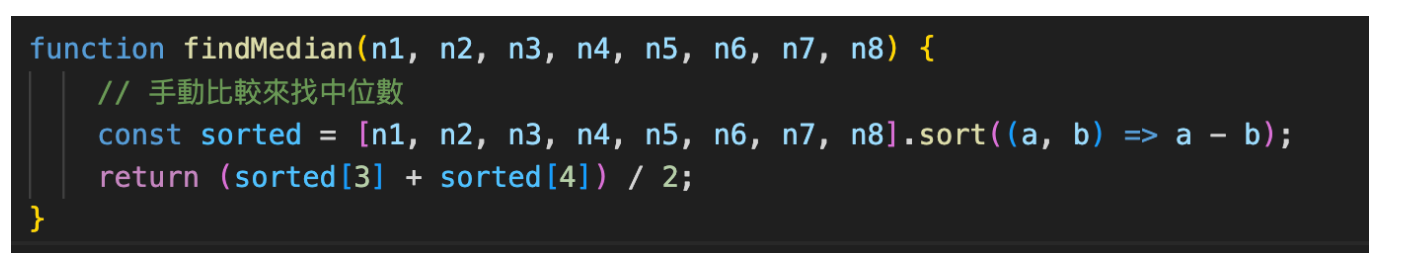 function findMedian(n1, n2, n3, n4, n5, n6, n7, n8) {
    // 手動比較來找中位數
    const sorted = [n1, n2, n3, n4, n5, n6, n7, n8].sort((a, b) => a - b);
    return (sorted[3] + sorted[4]) / 2;
}